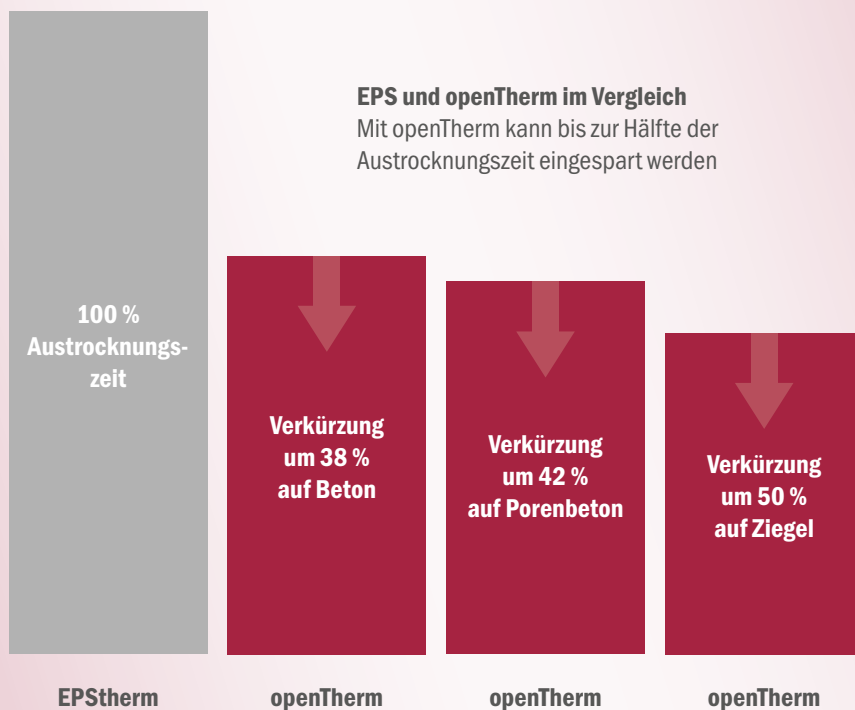 EPS und openTherm im Vergleich
Mit openTherm kann bis zur Hälfte der
Austrocknungszeit eingespart werden
100 %
Austrocknungs-
zeit
Verkürzung
um 38 %
auf Beton
Verkürzung
um 42 %
auf Porenbeton
Verkürzung
um 50 %
auf Ziegel
EPStherm
openTherm
openTherm
openTherm